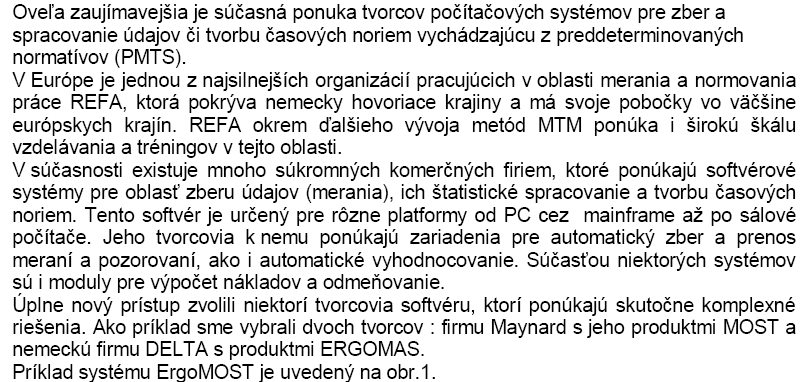 Oveľa zaujímavejšia je súčasná ponuka tvorcov počítačových systémov pre zber a
spracovanie údajov či tvorbu časových noriem vychádzajúcu z preddeterminovaných
normatívov (PMTS).
V Európe je jednou z najsilnejších organizácií pracujúcich v oblasti merania a normovania
práce REFA, ktorá pokrýva nemecky hovoriace krajiny a má svoje pobočky vo väčšine
európskych krajín. REFA okrem ďalšieho vývoja metód MTM ponúka i širokú škálu
vzdelávania a tréningov v tejto oblasti.
V súčasnosti existuje mnoho súkromných komerčných firiem, ktoré ponúkajú softvérové
systémy pre oblasť zberu údajov (merania), ich štatistické spracovanie a tvorbu časových
noriem. Tento softvér je určený pre rôzne platformy od PC cez mainframe až po sálové
počítače. Jeho tvorcovia k nemu ponúkajú zariadenia pre automatický zber a prenos
meraní a pozorovaní, ako i automatické vyhodnocovanie. Súčasťou niektorých systémov
sú i moduly pre výpočet nákladov a odmeňovanie.
Úplne nový prístup zvolili niektorí tvorcovia softvéru, ktorí ponúkajú skutočne komplexné
riešenia. Ako príklad sme vybrali dvoch tvorcov : firmu Maynard s jeho produktmi MOST a
nemeckú firmu DELTA s produktmi ERGOMAS.
Príklad systému ErgoMOST je uvedený na obr.1.